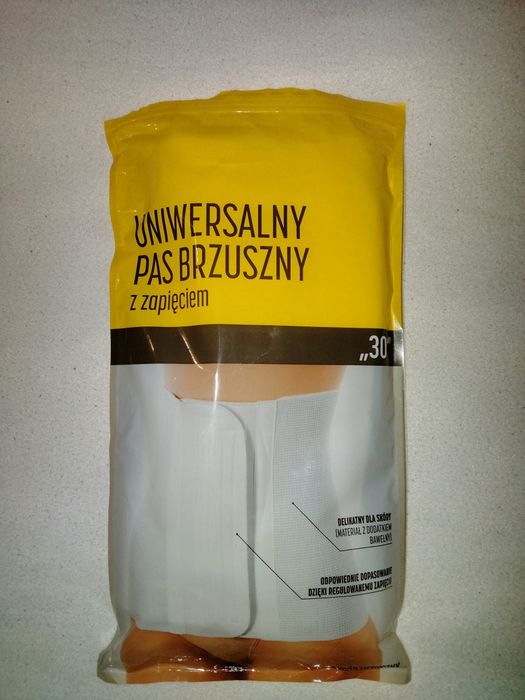 UNIWERSALNY
PAS BRZUSZNY
z zapięciem
„30”
DELIKATNY DLA SKÓRY
(MATERIAŁ Z DODATKIEM
BAWEŁNY)
ODPOWIEDNIE DOPASOWANIE
DZIĘKI REGULOWANEMU ZAPIĘCIU